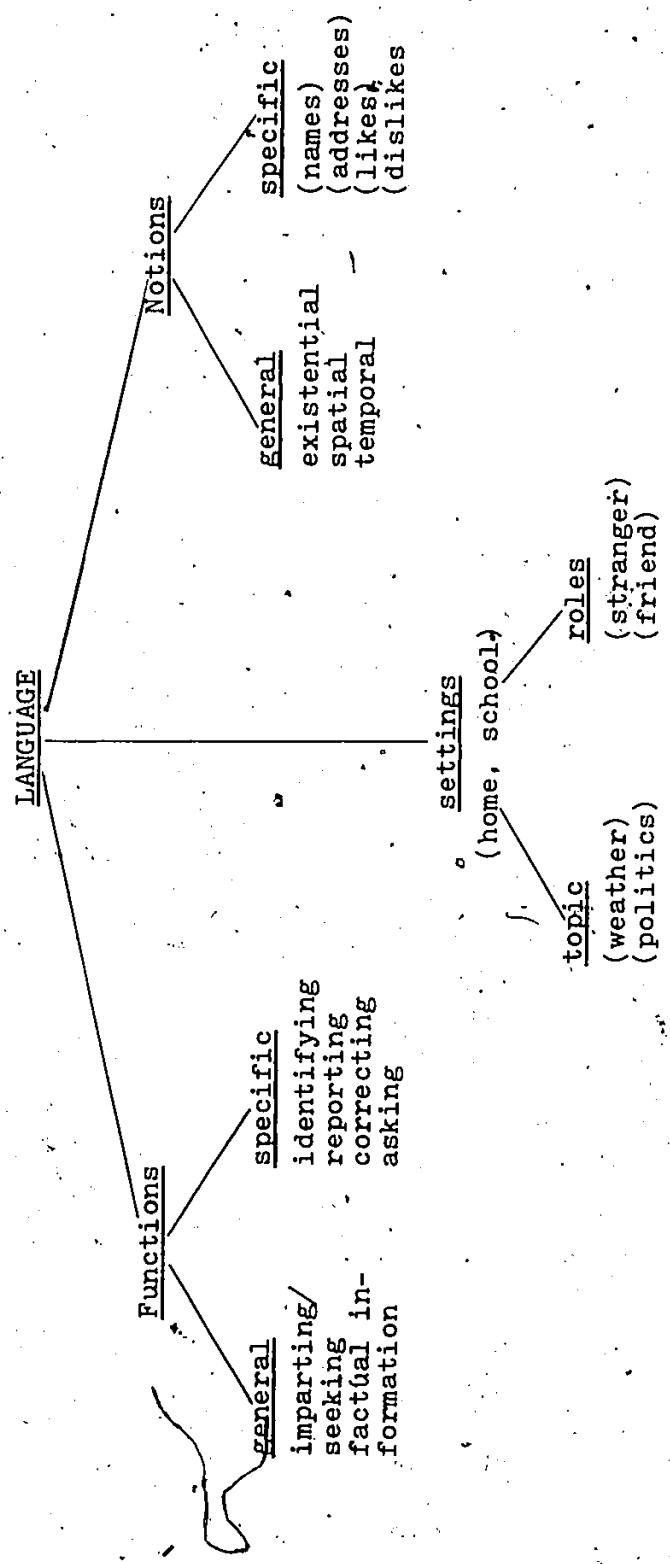 LANGUAGE
Functions
general
imparting/
seeking
factual in-
formation
specific
identifying
reporting
correcting
asking
settings
(home, school)
topic
(weather)
(politics)
roles
(stranger)
(friend)
Notions
general
existential
spatial
temporal
specific
(names)
(addresses)
(likes)
(dislikes